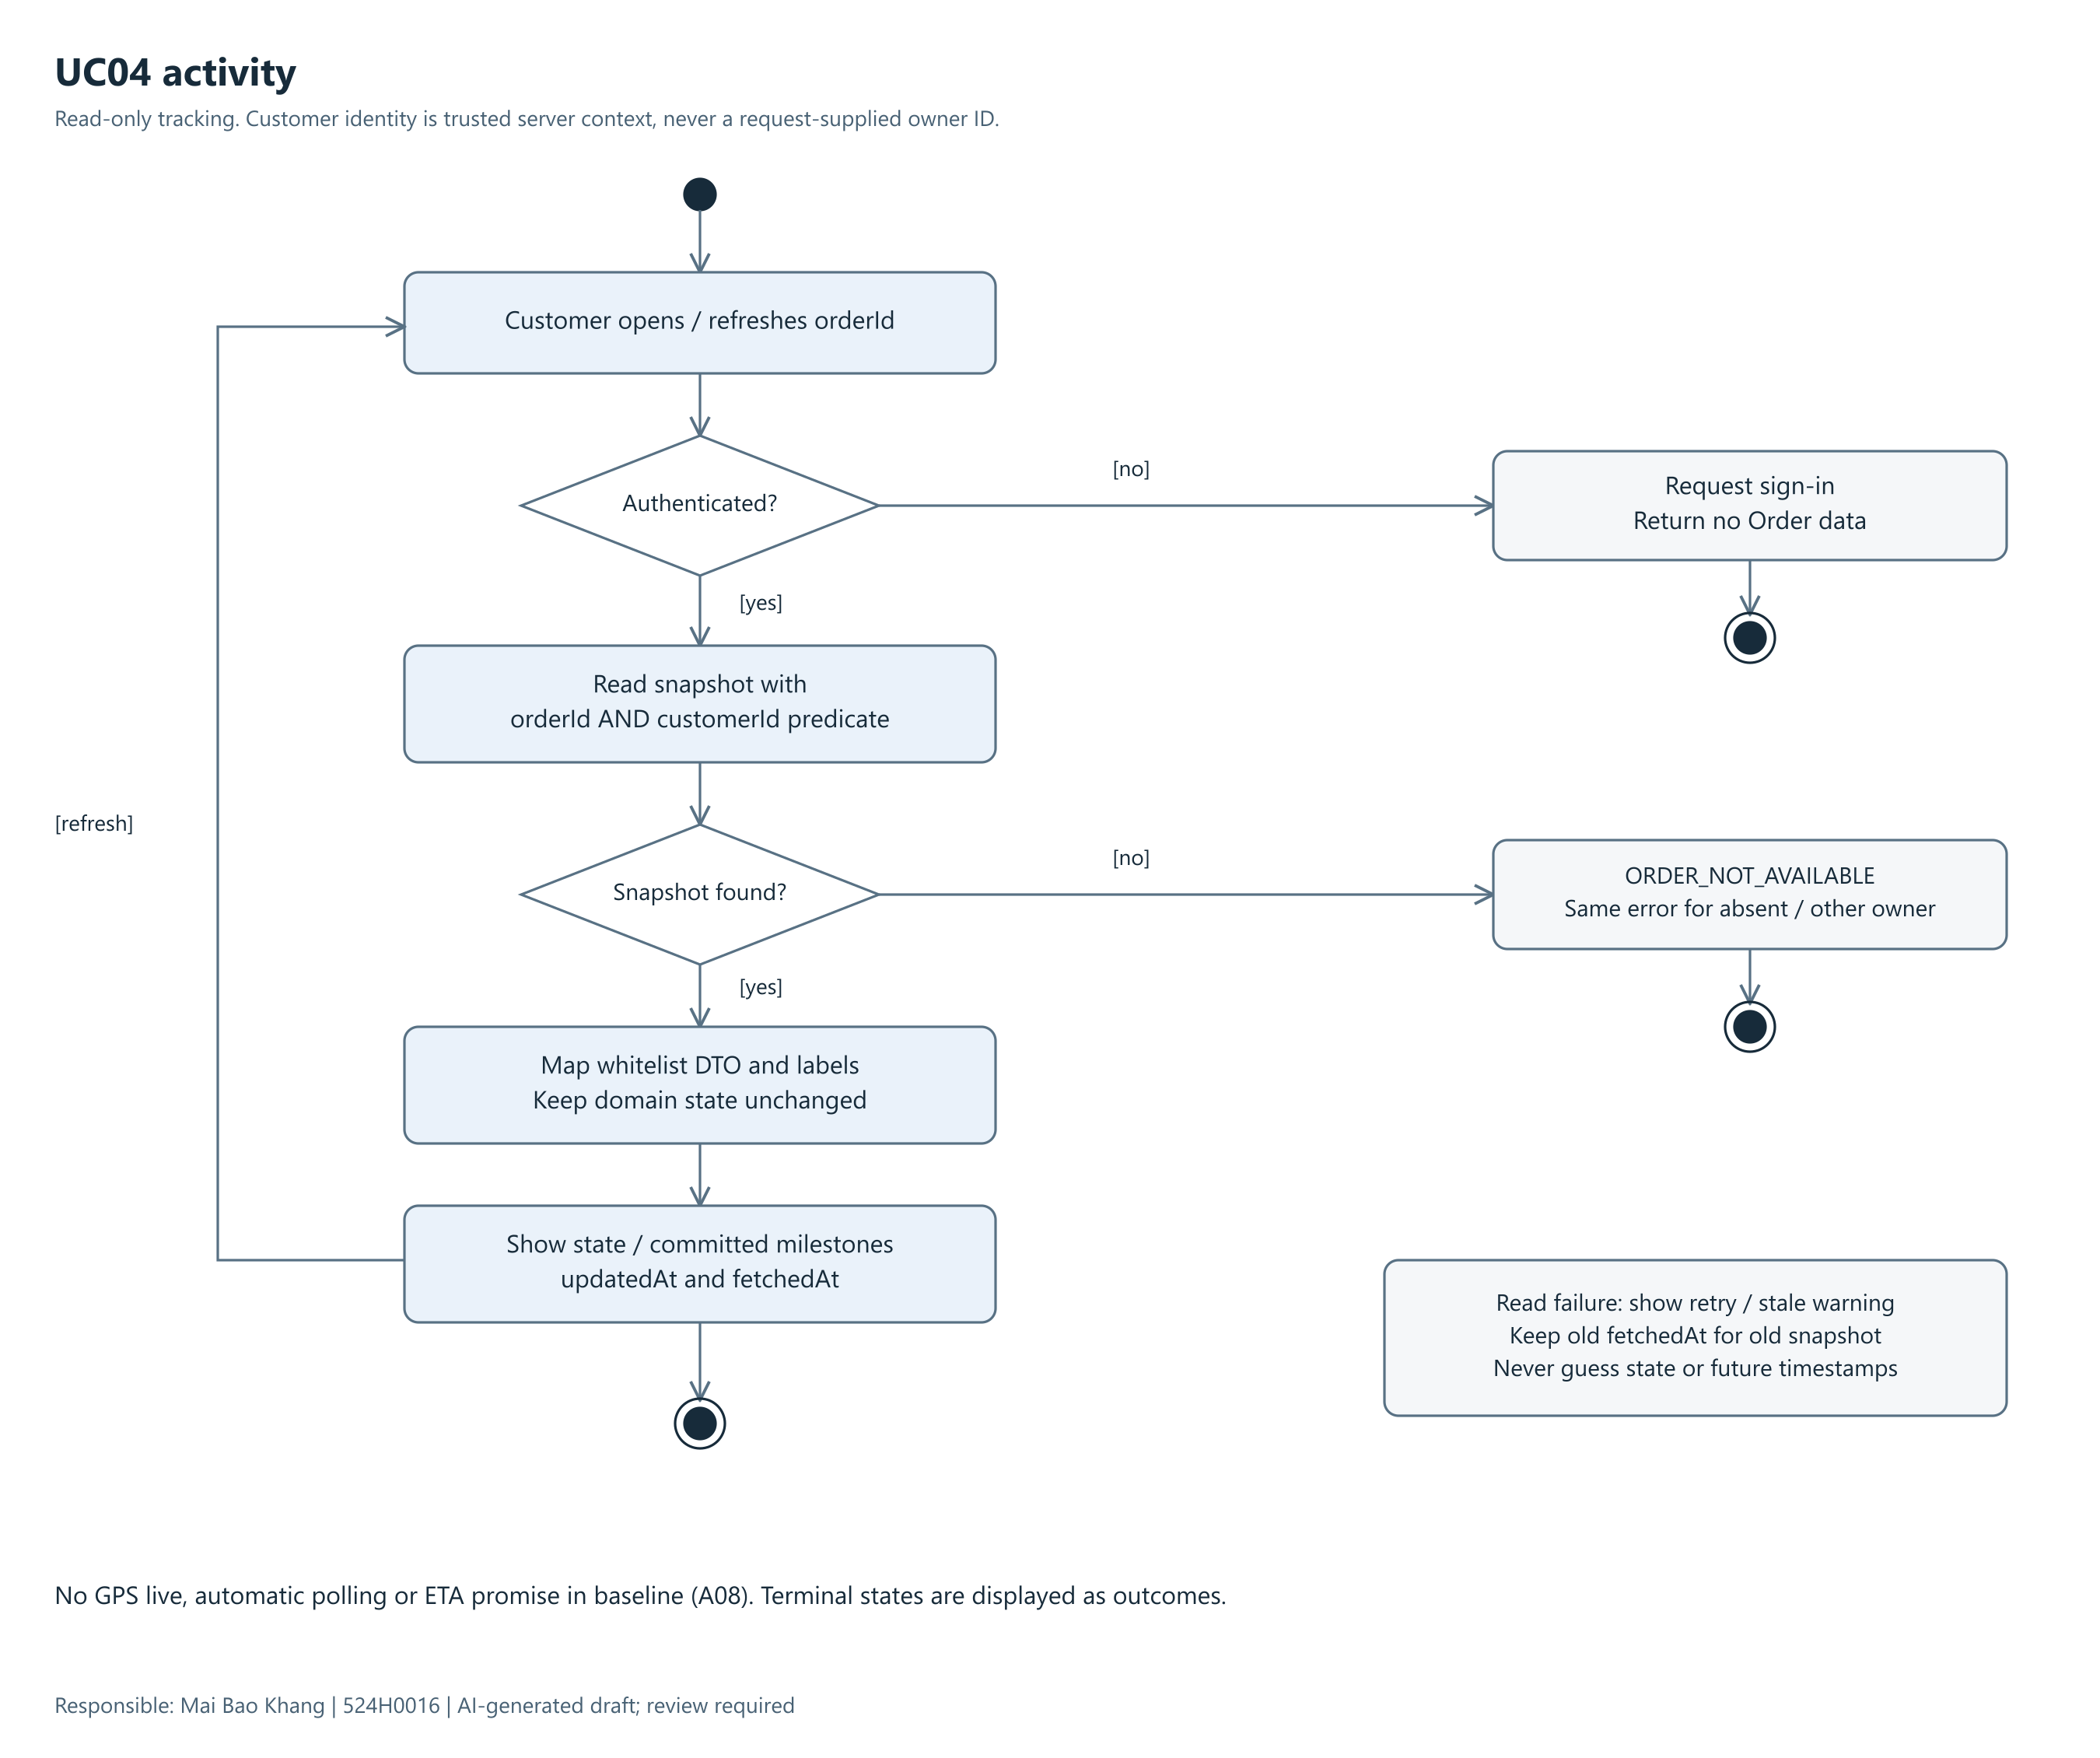 UC04 activity
Read-only tracking. Customer identity is trusted server context, never a request-supplied owner ID.
Customer opens / refreshes orderId
Authenticated?
[no]
Request sign-in
Return no Order data
[yes]
Read snapshot with
orderId AND customerId predicate
[refresh]
Snapshot found?
[no]
ORDER_NOT_AVAILABLE
Same error for absent / other owner
[yes]
Map whitelist DTO and labels
Keep domain state unchanged
Show state / committed milestones
updatedAt and fetchedAt
Read failure: show retry / stale warning
Keep old fetchedAt for old snapshot
Never guess state or future timestamps
No GPS live, automatic polling or ETA promise in baseline (A08). Terminal states are displayed as outcomes.
Responsible: Mai Bao Khang | 524H0016 | AI-generated draft; review required